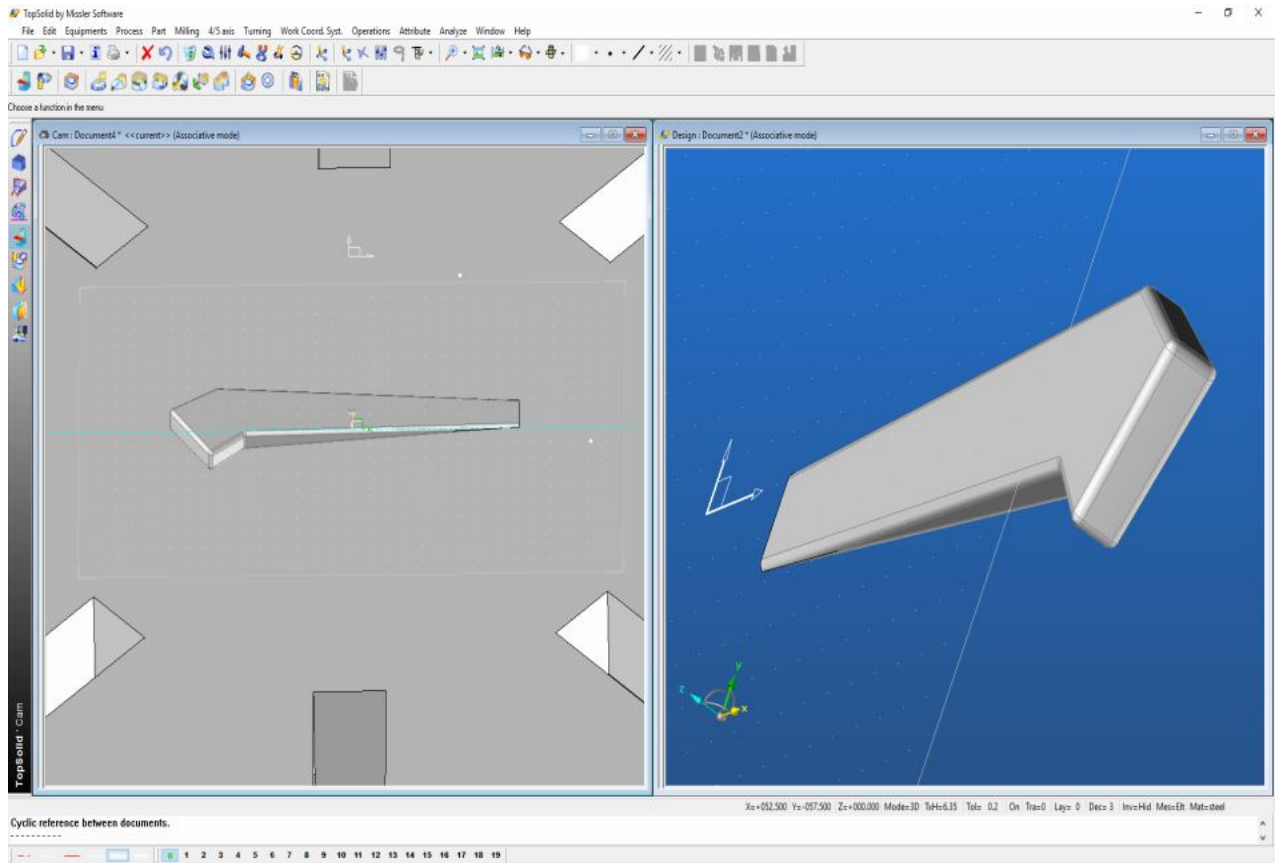 TopSolid by Missler Software
File Edit Equipments Process Part Milling 4/5 axis Turning Work Coord. Syst. Operations Attribute Analyze Window Help
Choose a function in the menu
Cam : Document4 * <<current>> (Associative mode)
Design : Document2 * (Associative mode)
y
z
x
TopSolid 'Cam
X=+052.500 Y=-057.500 Z=+000.000 Mode=3D TxH=6.35 Tol= 0.2 On Tra=0 Lay= 0 Dec= 3 Inv=Hid Mes=Elt Mat=steel
Cyclic reference between documents.
0 1 2 3 4 5 6 7 8 9 10 11 12 13 14 15 16 17 18 19